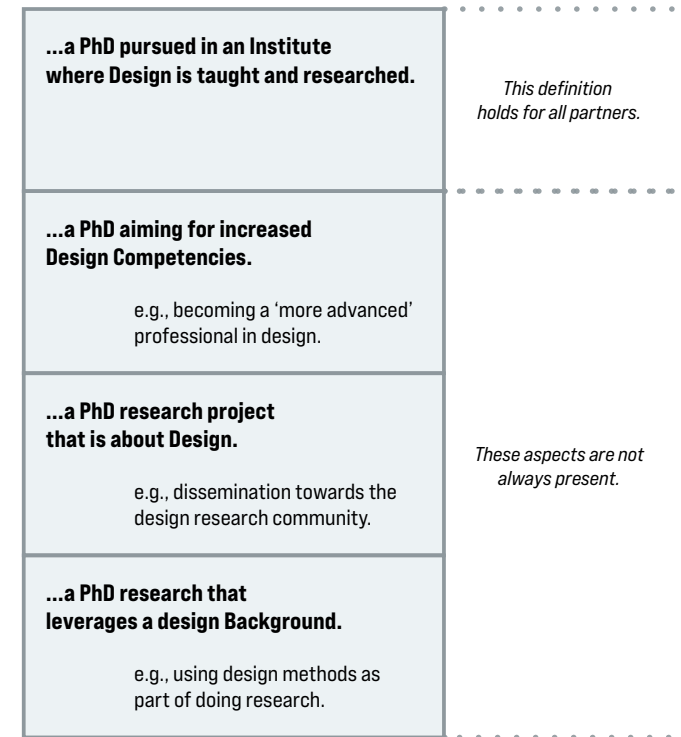 ...a PhD pursued in an Institute
where Design is taught and researched.
This definition
holds for all partners.
...a PhD aiming for increased
Design Competencies.
e.g., becoming a ‘more advanced’
professional in design.
...a PhD research project
that is about Design.
e.g., dissemination towards the
design research community.
These aspects are not
always present.
...a PhD research that
leverages a design Background.
e.g., using design methods as
part of doing research.